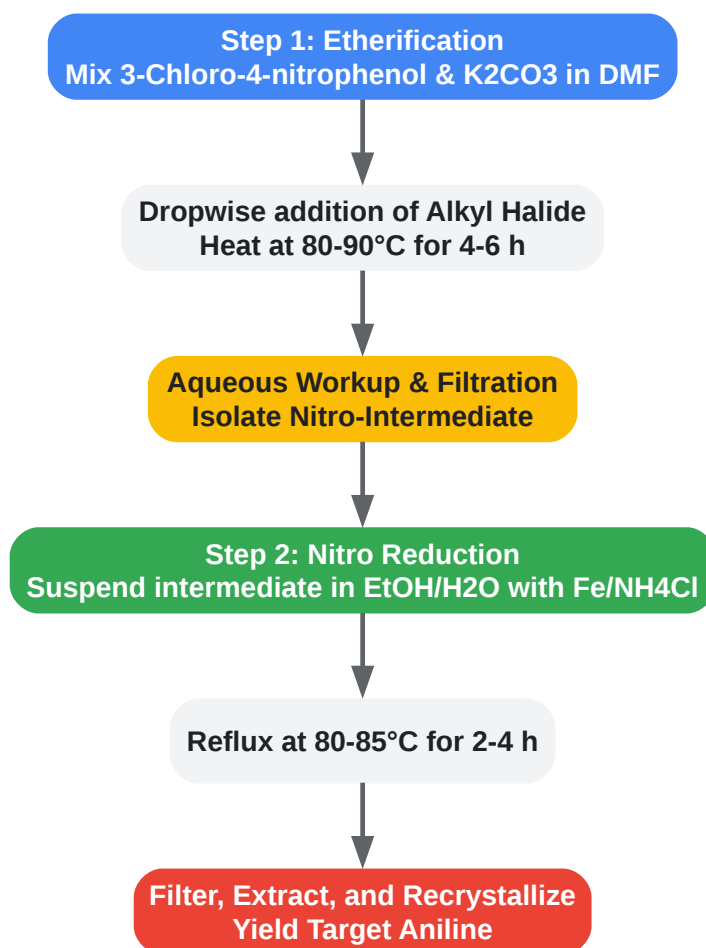 Step 1: Etherification
Mix 3-Chloro-4-nitrophenol & K2CO3 in DMF
Dropwise addition of Alkyl Halide
Heat at 80-90°C for 4-6 h
Aqueous Workup & Filtration
Isolate Nitro-Intermediate
Step 2: Nitro Reduction
Suspend intermediate in EtOH/H2O with Fe/NH4Cl
Reflux at 80-85°C for 2-4 h
Filter, Extract, and Recrystallize
Yield Target Aniline